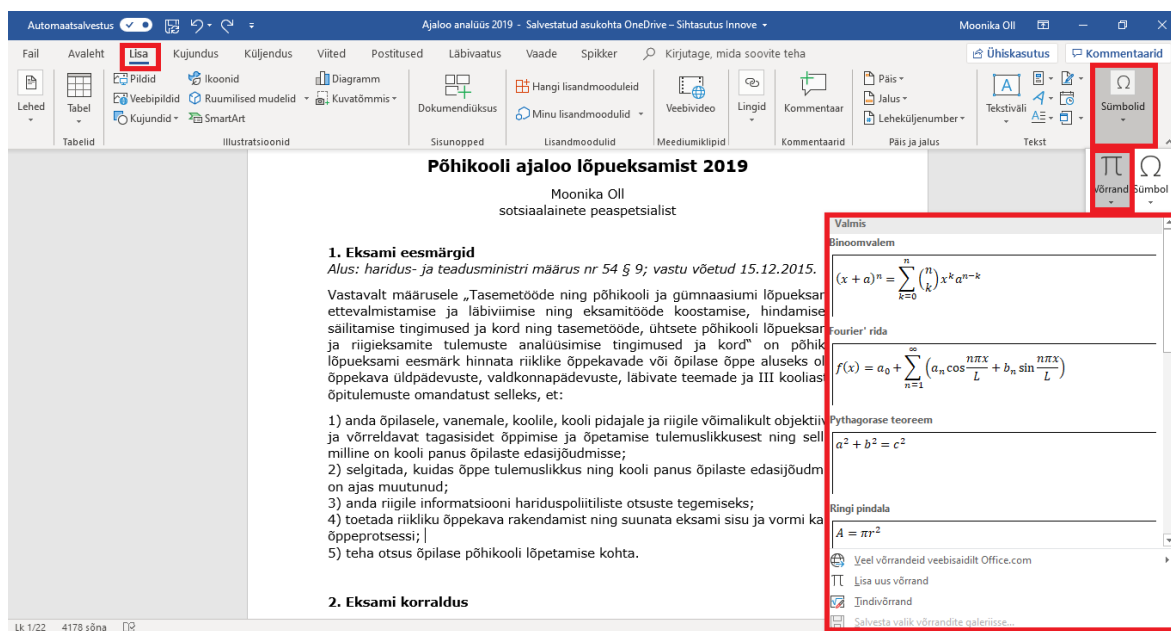 Automaatsalvestus
Ajaloo analüüs 2019 - Salvestatud asukohta OneDrive – Sihtasutus Innove
Moonika Oll
Fail Avaleht Lisa Kujundus Küljendus Viited Postitused Läbivaatus Vaade Spikker Kirjutage, mida soovite teha Ühiskasutus Kommentaarid
Lehed
Tabel
Pildid
Veebipildid
Kujundid
Ikoonid
Ruumilised mudelid
SmartArt
Diagramm
Kuvatõmmis
Dokumendiüksus
Hangi lisandmooduleid
Minu lisandmoodulid
Veebivideo
Lingid
Kommentaar
Päis
Jalus
Leheküljenumber
Tekstiväli
Ω
Sümbolid
Tabelid Illustratsioonid Sisunopped Lisandmoodulid Meediumiklipid Kommentaarid Päis ja jalus Tekst
π Ω
Võrrand Sümbol
Põhikooli ajaloo lõpueksamist 2019
Moonika Oll
sotsiaalainete peaspetsialist
1. Eksami eesmärgid
Alus: haridus- ja teadusministri määrus nr 54 § 9; vastu võetud 15.12.2015.
Vastavalt määrusele „Tasemetööde ning põhikooli ja gümnaasiumi lõpueksam
ettevalmistamise ja läbiviimise ning eksamitööde koostamise, hindamise
säilitamise tingimused ja kord ning tasemetööde, ühtsete põhikooli lõpueksam
ja riigieksamite tulemuste analüüsimise tingimused ja kord“ on põhik
lõpueksami eesmärk hinnata riiklike õppekavade või õpilase õppe aluseks ol
õppekava üldpädevuste, valdkonnapädevuste, läbivate teemade ja III kooliast
õpitulemuste omandatust selleks, et:
1) anda õpilasele, vanemale, koolile, kooli pidajale ja riigile võimalikult objektiiv
ja võrreldavat tagasisidet õppimise ja õpetamise tulemuslikkusest ning sell
milline on kooli panus õpilaste edasijõudmisse;
2) selgitada, kuidas õppe tulemuslikkus ning kooli panus õpilaste edasijõudm
on ajas muutunud;
3) anda riigile informatsiooni hariduspoliitiliste otsuste tegemiseks;
4) toetada riikliku õppekava rakendamist ning suunata eksami sisu ja vormi ka
õppeprotsessi;
5) teha otsus õpilase põhikooli lõpetamise kohta.
2. Eksami korraldus
Valmis
Binoomvalem
(x + a)ⁿ = ∑ₖ₌₀ⁿ (n k) xᵏaⁿ⁻ᵏ
Fourier' rida
f(x) = a₀ + ∑ₙ₌₁^∞ (aₙ cos nπx/L + bₙ sin nπx/L)
Pythagorase teoreem
a² + b² = c²
Ringi pindala
A = πr²
Veel võrrandeid veebisaidilt Office.com
π Lisa uus võrrand
Tindivõrrand
Salvesta valik võrrandite galeriisse...
Lk 1/22 4178 sõna